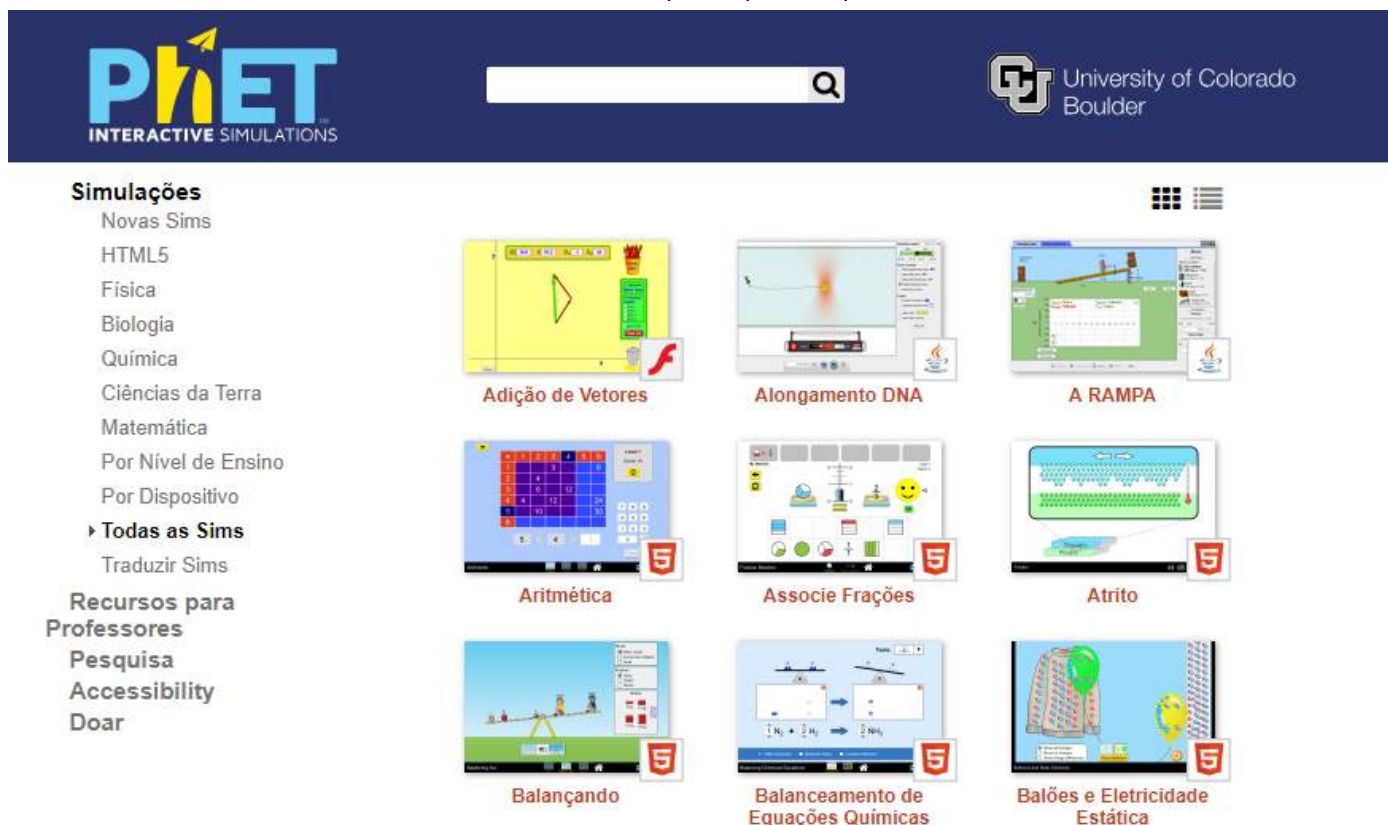 PhET
INTERACTIVE SIMULATIONS
University of Colorado
Boulder
Simulações
Novas Sims
HTML5
Física
Biologia
Química
Ciências da Terra
Matemática
Por Nível de Ensino
Por Dispositivo
Todas as Sims
Traduzir Sims
Recursos para
Professores
Pesquisa
Accessibility
Doar
Adição de Vetores
Alongamento DNA
A RAMPA
Aritmética
Associe Frações
Atrito
Balançando
Balanceamento de
Equações Químicas
Balões e Eletricidade
Estática